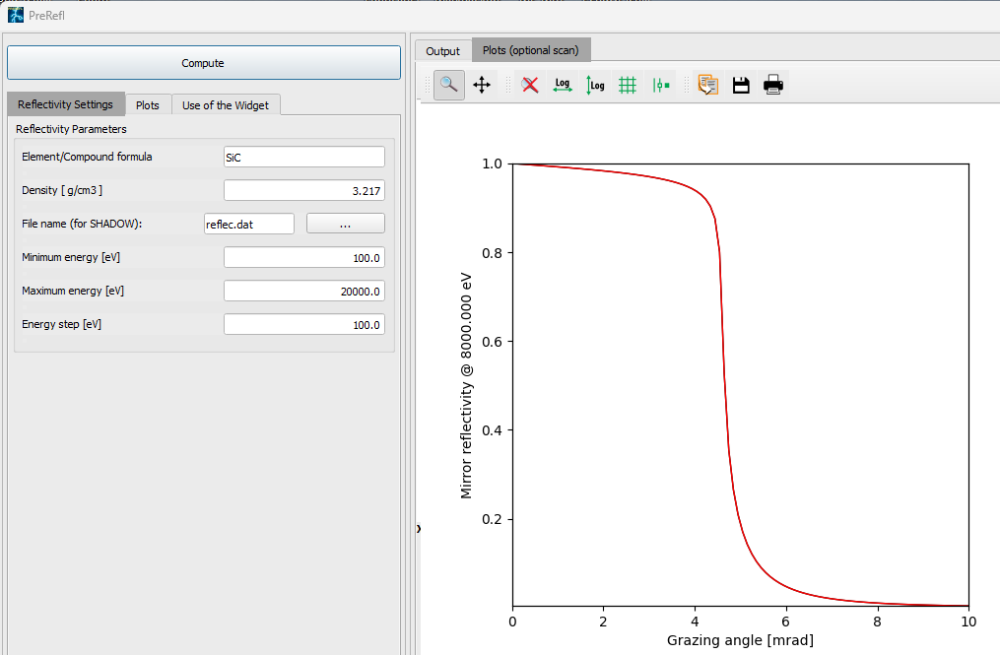 PreRefl
Compute
Reflectivity Settings Plots Use of the Widget
Reflectivity Parameters
Element/Compound formula SiC
Density [ g/cm3 ] 3.217
File name (for SHADOW): reflec.dat ...
Minimum energy [eV] 100.0
Maximum energy [eV] 20000.0
Energy step [eV] 100.0
Output Plots (optional scan)
Log Log
1.0
0.8
0.6
0.4
0.2
Mirror reflectivity @ 8000.000 eV
0 2 4 6 8 10
Grazing angle [mrad]